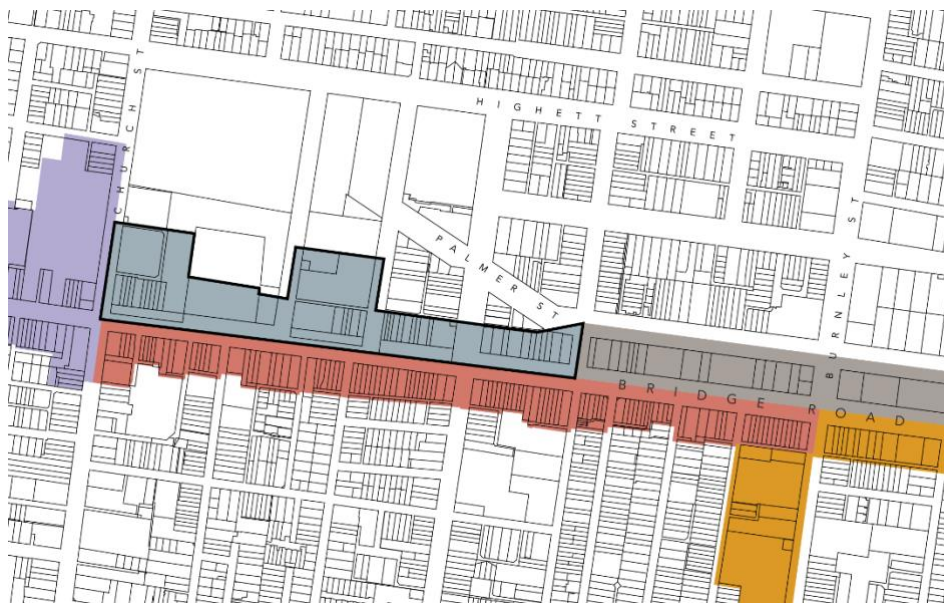 CHURCH ST
HIGHETT STREET
PALMER ST
BURNLEY ST
BRIDGE ROAD